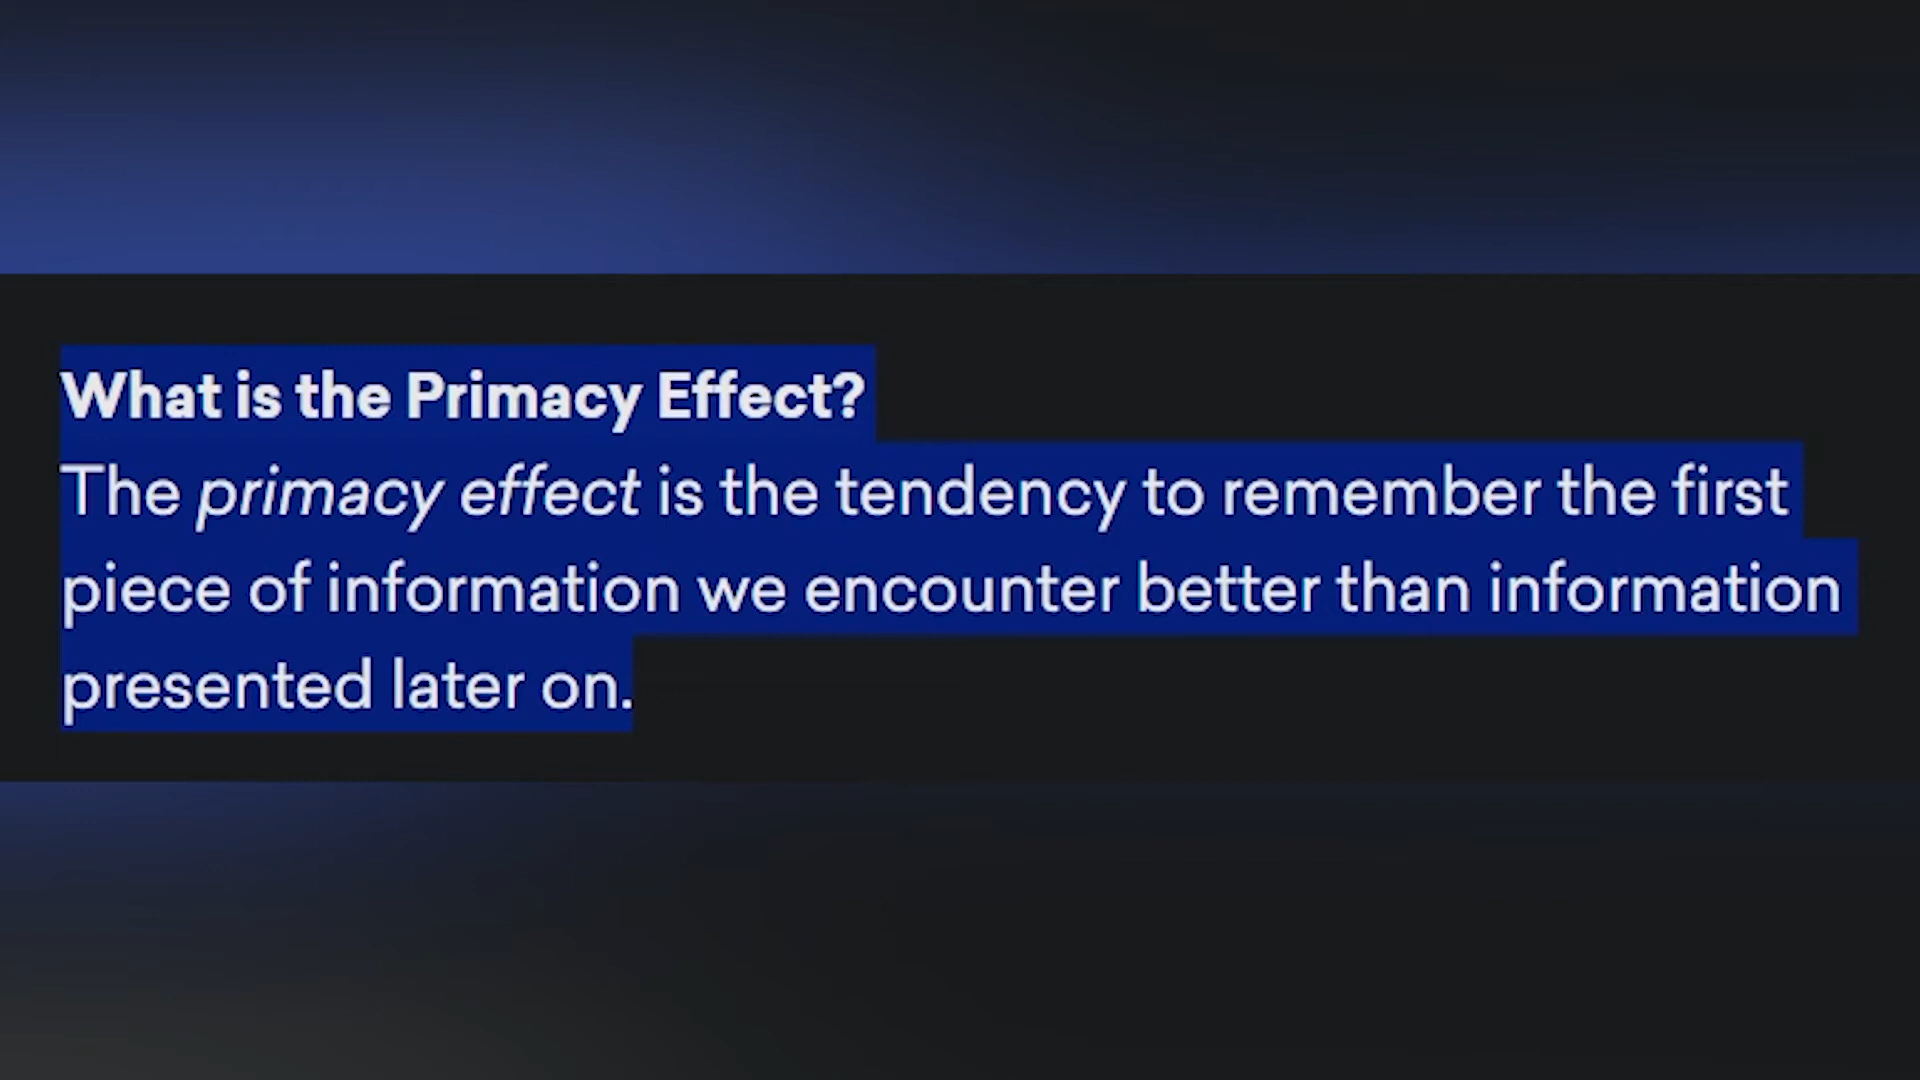 What is the Primacy Effect?
The primacy effect is the tendency to remember the first
piece of information we encounter better than information
presented later on.